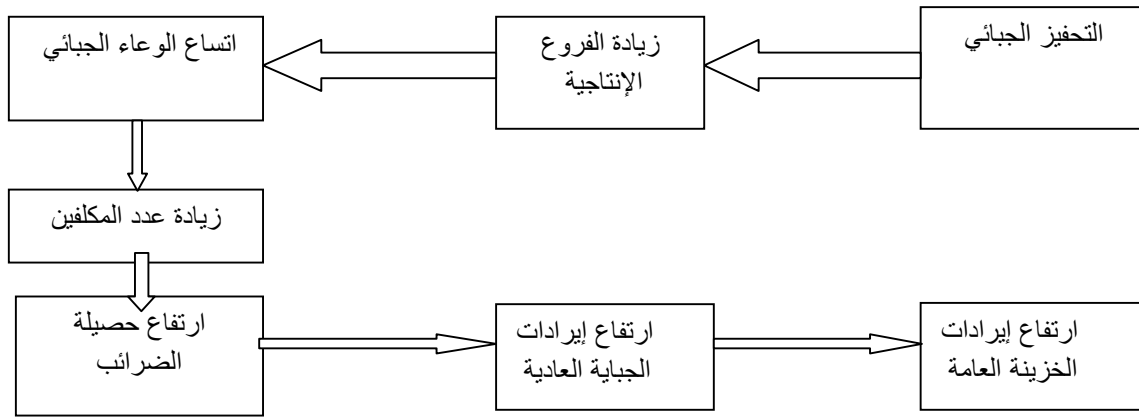 التحفيز الجبائي
زيادة الفروع
الإنتاجية
اتساع الوعاء الجبائي
زيادة عدد المكلفين
ارتفاع حصيلة
الضرائب
ارتفاع إيرادات
الجباية العادية
ارتفاع إيرادات
الخزينة العامة